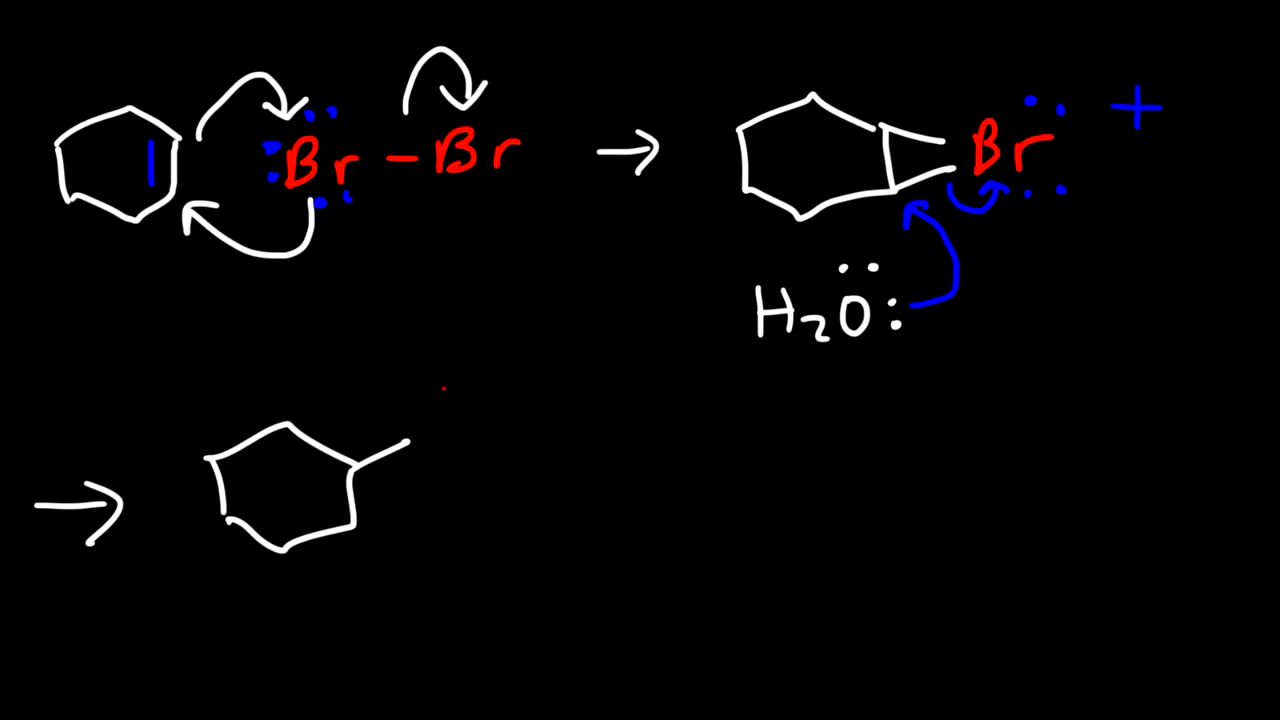 Br - Br → Br +
H₂O:
→